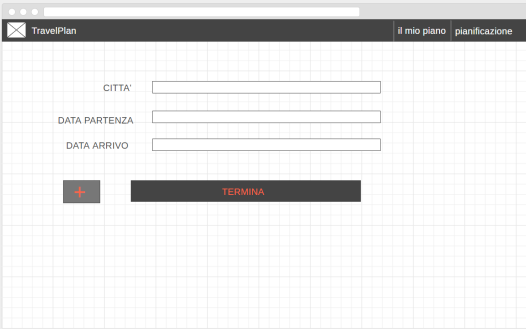 TravelPlan
il mio piano
pianificazione
CITTA'
DATA PARTENZA
DATA ARRIVO
+
TERMINA